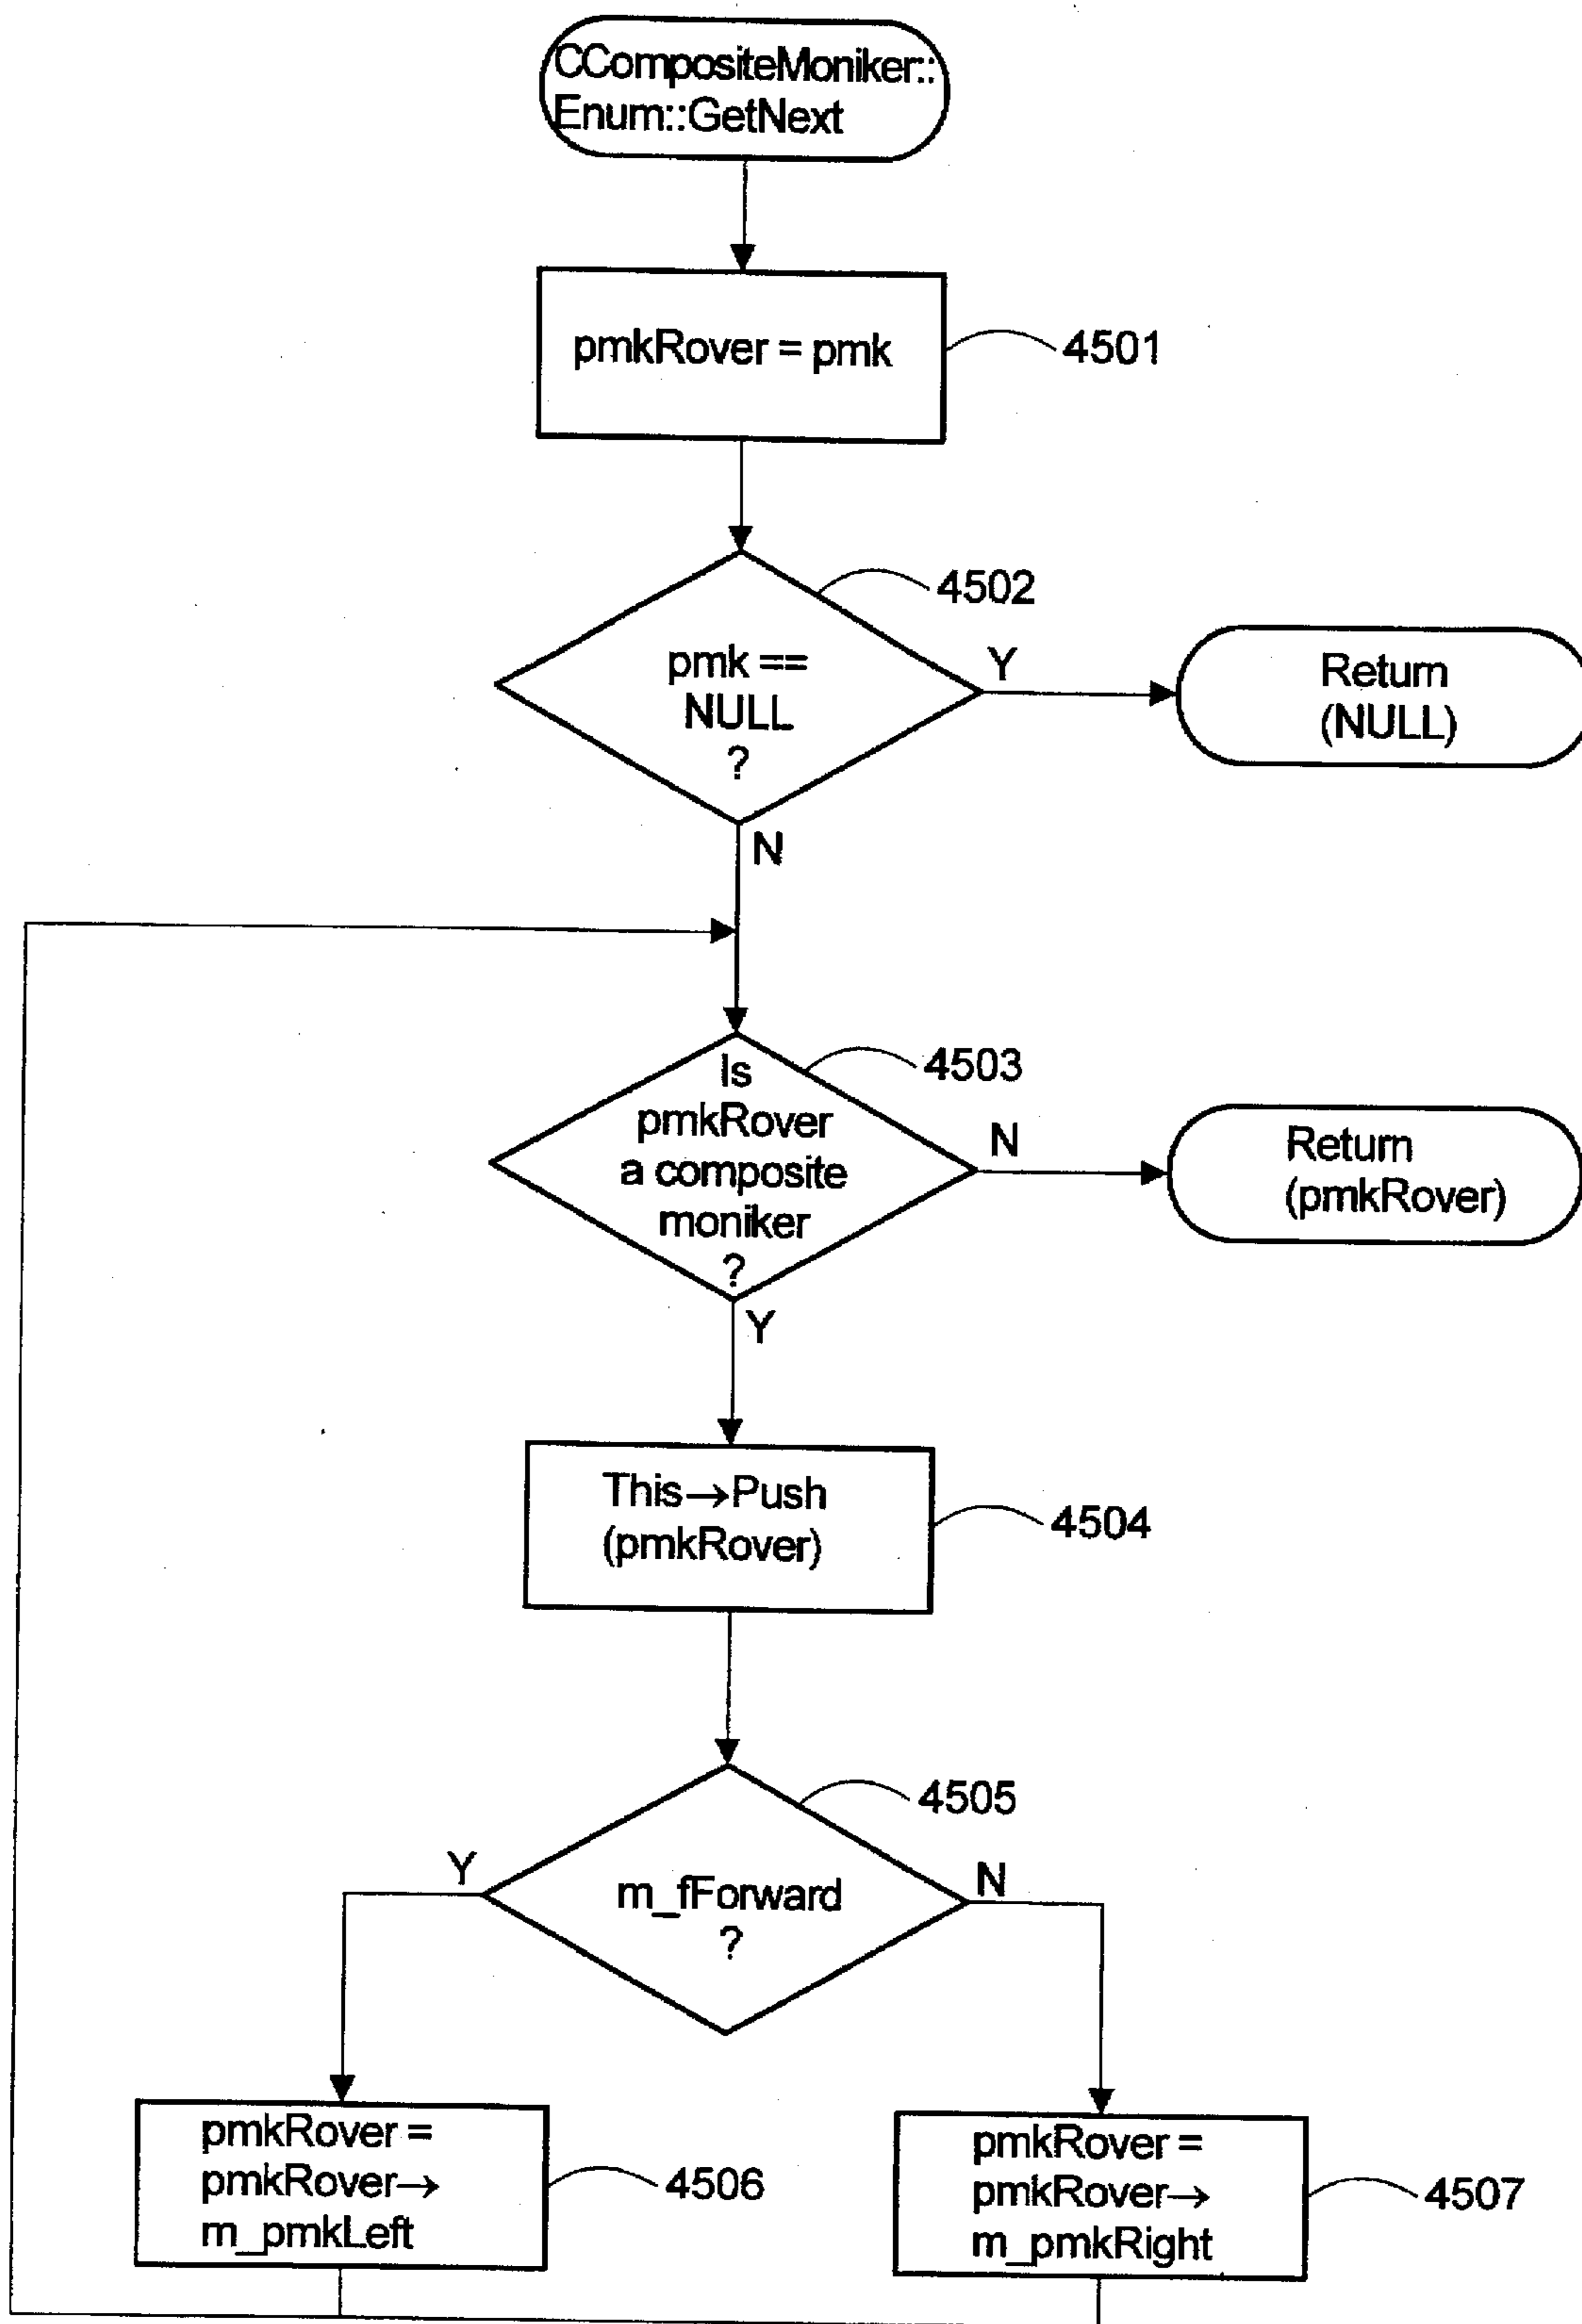 CCompositeMoniker::
Enum::GetNext
pmkRover = pmk
4501
4502
pmk ==
NULL
?
Y
Return
(NULL)
N
4503
Is
pmkRover
a composite
moniker
?
N
Return
(pmkRover)
Y
This→Push
(pmkRover)
4504
4505
Y
m_fForward
?
N
pmkRover =
pmkRover→
m_pmkLeft
4506
pmkRover =
pmkRover→
m_pmkRight
4507